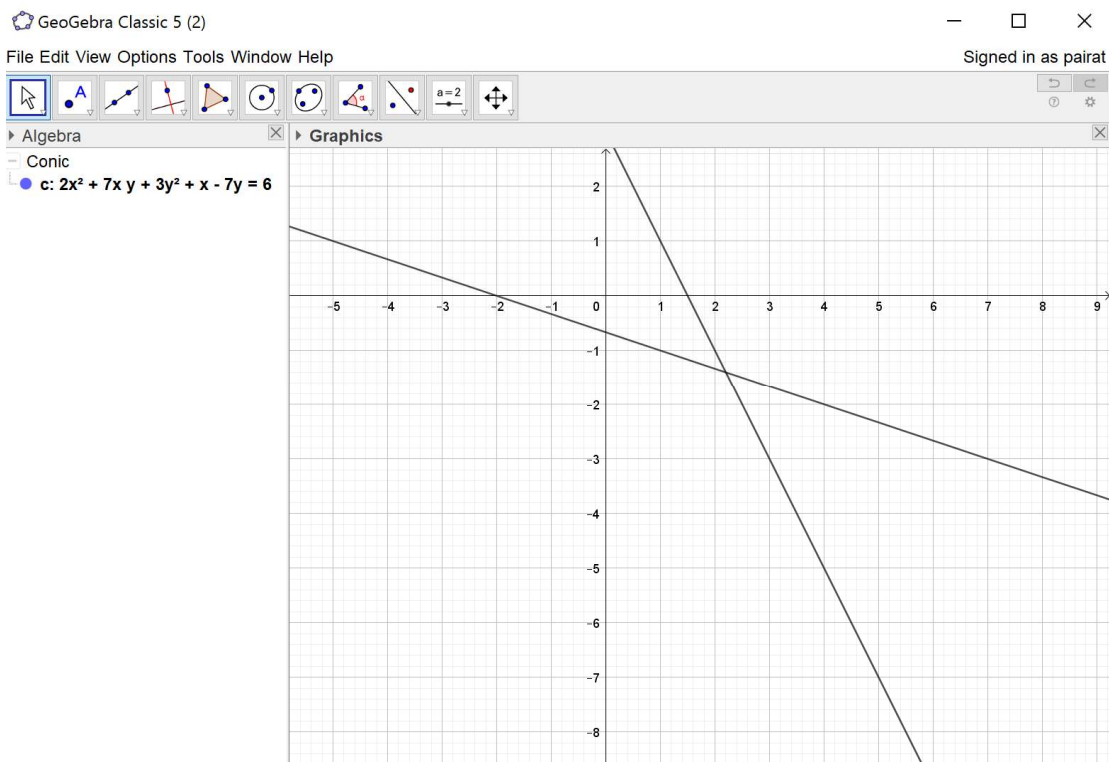 GeoGebra Classic 5 (2)
File Edit View Options Tools Window Help
Signed in as pairat
A
α
a=2
Algebra
Graphics
Conic
c: 2x² + 7x y + 3y² + x - 7y = 6
2
1
-5 -4 -3 -2 -1 0 1 2 3 4 5 6 7 8 9
-1
-2
-3
-4
-5
-6
-7
-8